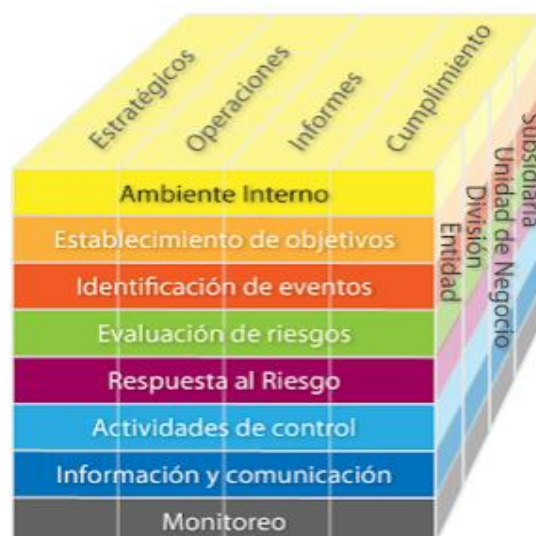 Estratégicos
Operaciones
Informes
Cumplimiento
Ambiente Interno
Establecimiento de objetivos
Identificación de eventos
Evaluación de riesgos
Respuesta al Riesgo
Actividades de control
Información y comunicación
Monitoreo
Entidad
División
Unidad de Negocio
Subsidiaria